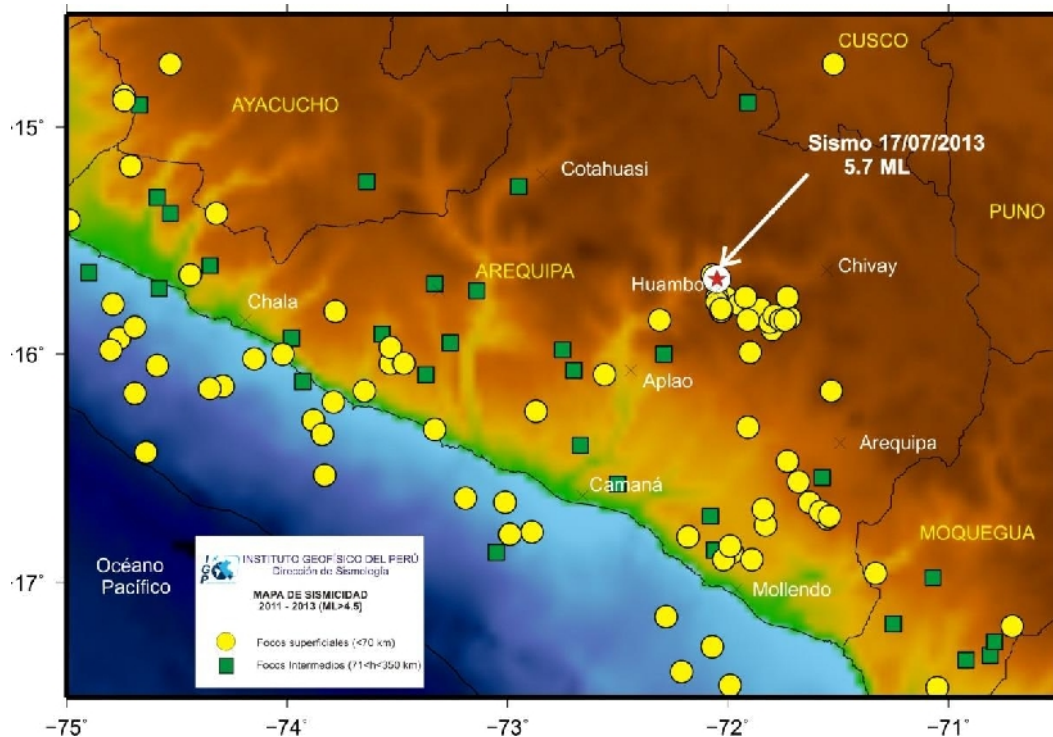 CUSCO
AYACUCHO
Sismo 17/07/2013
5.7 ML
Cotahuasi
PUNO
Huambo
Chivay
AREQUIPA
Chala
Aplao
Arequipa
Camaná
MOQUEGUA
Mollendo
Océano
Pacífico
IGP
INSTITUTO GEOFÍSICO DEL PERÚ
Dirección de Sismología
MAPA DE SISMICIDAD
2011 - 2013 (ML>4.5)
Focos superficiales (<70 km)
Focos Intermedios (71<h<350 km)
-15°
-16°
-17°
−75° −74° −73° −72° −71°